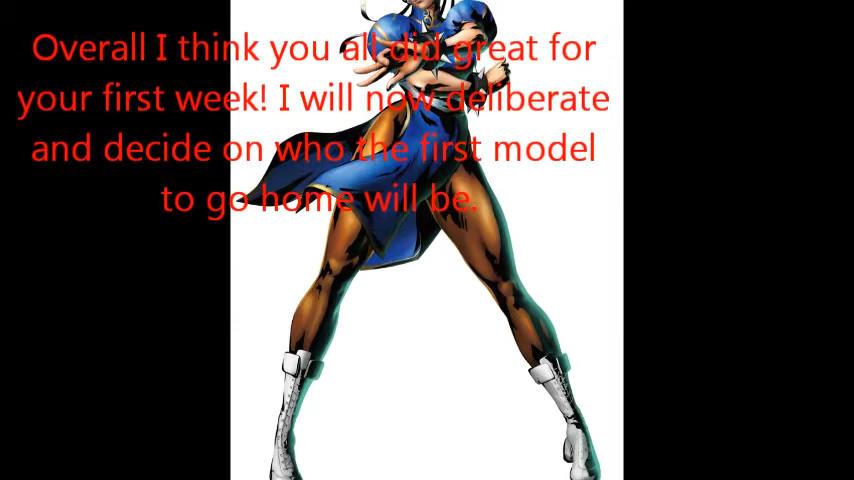 Overall I think you all did great for
your first week! I will now deliberate
and decide on who the first model
to go home will be.